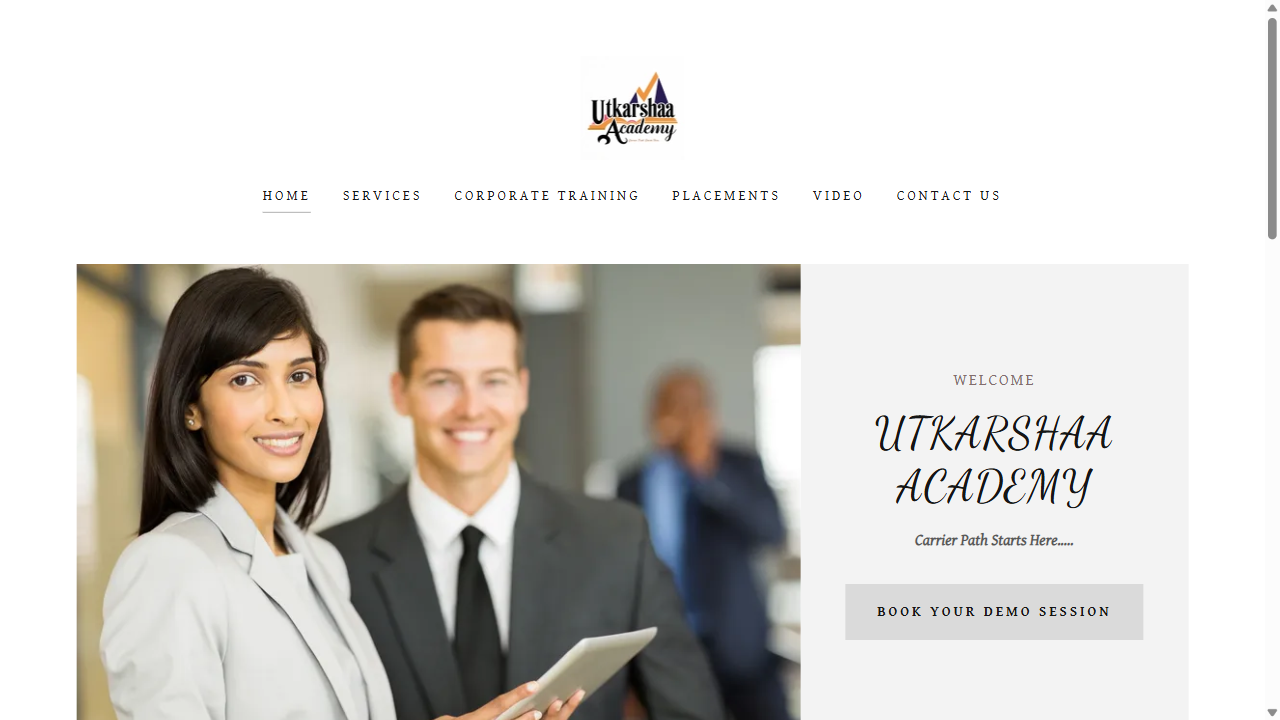 Utkarshaa
Academy
HOME SERVICES CORPORATE TRAINING PLACEMENTS VIDEO CONTACT US
WELCOME
UTKARSHAA
ACADEMY
Carrier Path Starts Here.....
BOOK YOUR DEMO SESSION